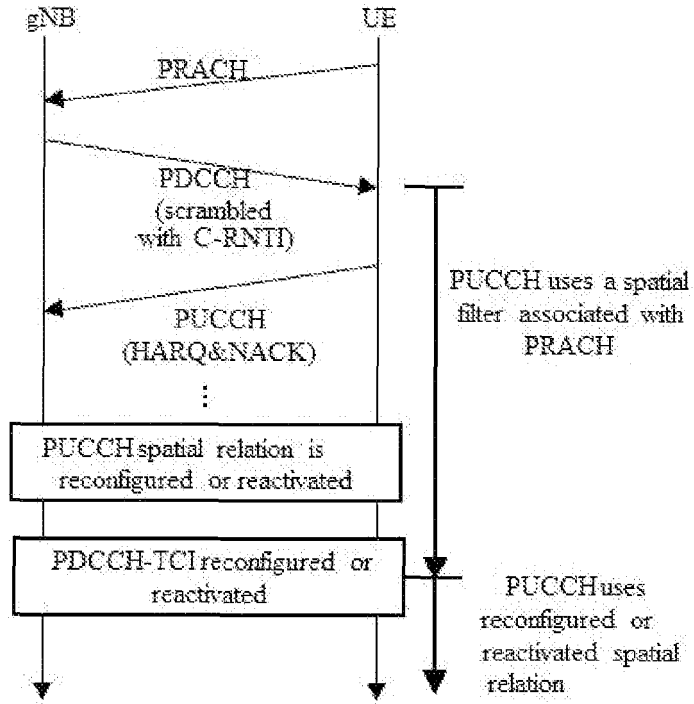 gNB
UE
PRACH
PDCCH
(scrambled
with C-RNTI)
PUCCH uses a spatial
filter associated with
PRACH
PUCCH
(HARQ&NACK)
PUCCH spatial relation is
reconfigured or reactivated
PDCCH-TCI reconfigured or
reactivated
PUCCH uses
reconfigured or
reactivated spatial
relation